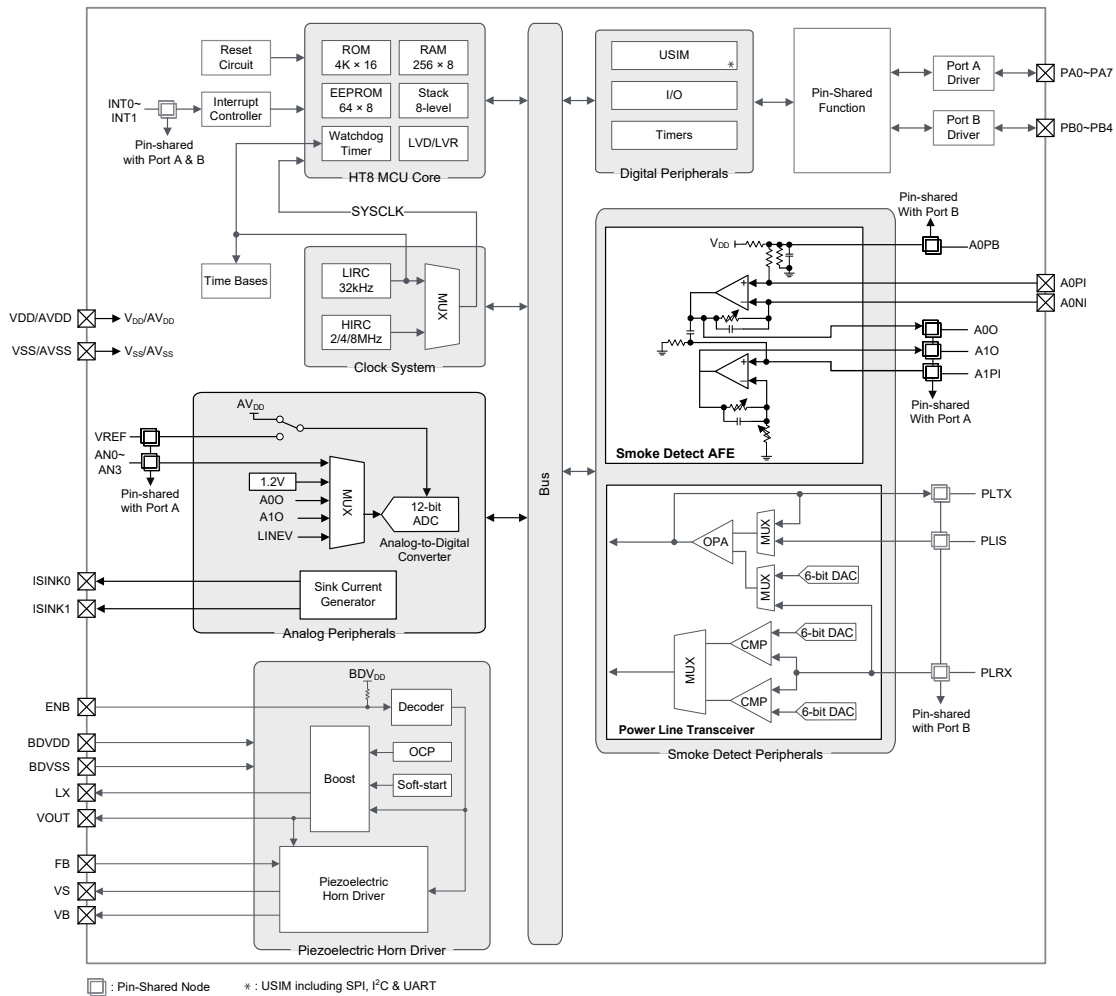 Reset
Circuit
INT0~
INT1
Interrupt
Controller
Pin-shared
with Port A & B
ROM
4K × 16
RAM
256 × 8
EEPROM
64 × 8
Stack
8-level
Watchdog
Timer
LVD/LVR
HT8 MCU Core
SYSCLK
Time Bases
LIRC
32kHz
HIRC
2/4/8MHz
MUX
Clock System
VDD/AVDD
V_DD/AV_DD
VSS/AVSS
V_SS/AV_SS
AV_DD
VREF
AN0~
AN3
Pin-shared
with Port A
1.2V
A0O
A1O
LINEV
MUX
12-bit
ADC
Analog-to-Digital
Converter
ISINK0
ISINK1
Sink Current
Generator
Analog Peripherals
BDV_DD
ENB
Decoder
BDVDD
BDVSS
LX
VOUT
Boost
OCP
Soft-start
FB
VS
VB
Piezoelectric
Horn Driver
Piezoelectric Horn Driver
Bus
USIM
*
I/O
Timers
Digital Peripherals
Pin-Shared
Function
Port A
Driver
PA0~PA7
Port B
Driver
PB0~PB4
Pin-shared
With Port B
V_DD
A0PB
+
−
A0PI
A0NI
A0O
A1O
A1PI
+
−
Pin-shared
With Port A
Smoke Detect AFE
PLTX
PLIS
OPA
MUX
MUX
6-bit DAC
6-bit DAC
MUX
CMP
CMP
6-bit DAC
PLRX
Pin-shared
with Port B
Power Line Transceiver
Smoke Detect Peripherals
: Pin-Shared Node
* : USIM including SPI, I²C & UART